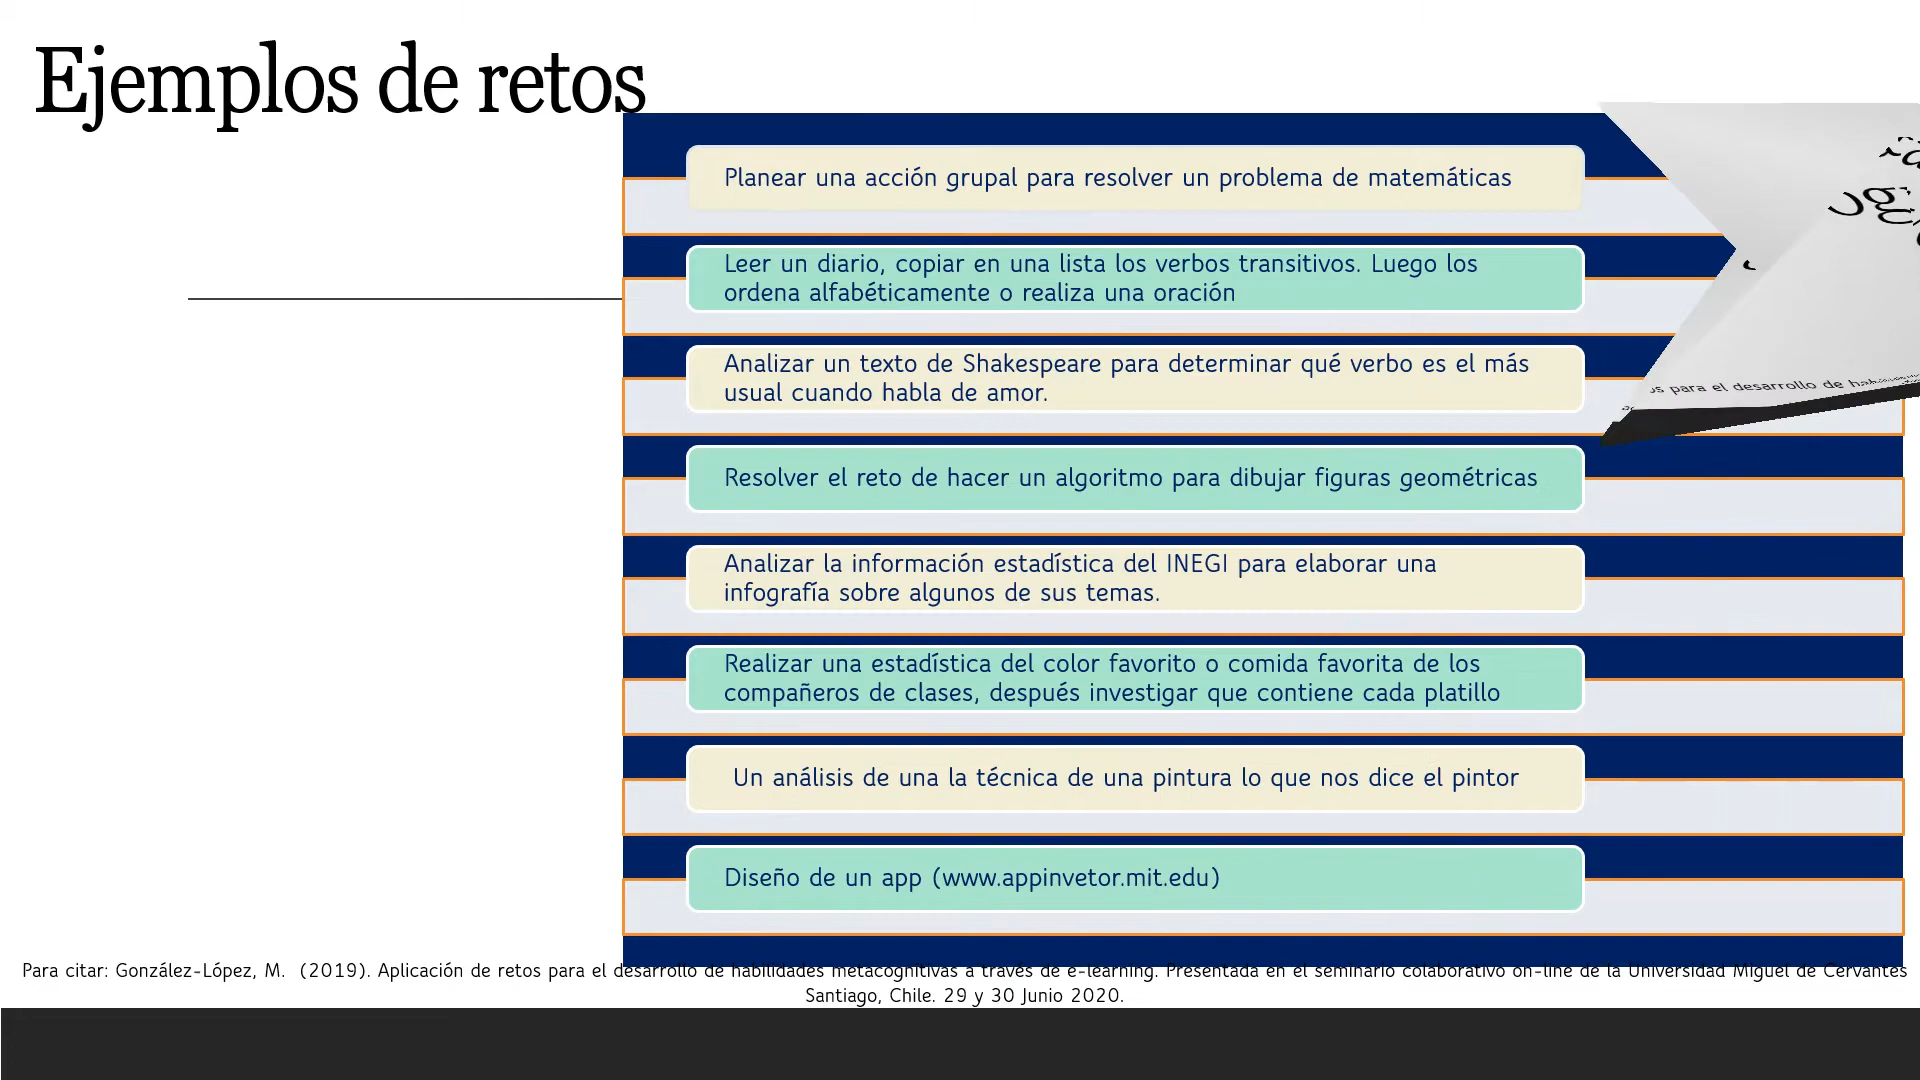 Ejemplos de retos
Planear una acción grupal para resolver un problema de matemáticas
Leer un diario, copiar en una lista los verbos transitivos. Luego los
ordena alfabéticamente o realiza una oración
Analizar un texto de Shakespeare para determinar qué verbo es el más
usual cuando habla de amor.
Resolver el reto de hacer un algoritmo para dibujar figuras geométricas
Analizar la información estadística del INEGI para elaborar una
infografía sobre algunos de sus temas.
Realizar una estadística del color favorito o comida favorita de los
compañeros de clases, después investigar que contiene cada platillo
Un análisis de una la técnica de una pintura lo que nos dice el pintor
Diseño de un app (www.appinvetor.mit.edu)
para el desarrollo de
Para citar: González-López, M. (2019). Aplicación de retos para el desarrollo de habilidades metacognitivas a través de e-learning. Presentada en el seminario colaborativo on-line de la Universidad Miguel de Cervantes
Santiago, Chile. 29 y 30 Junio 2020.